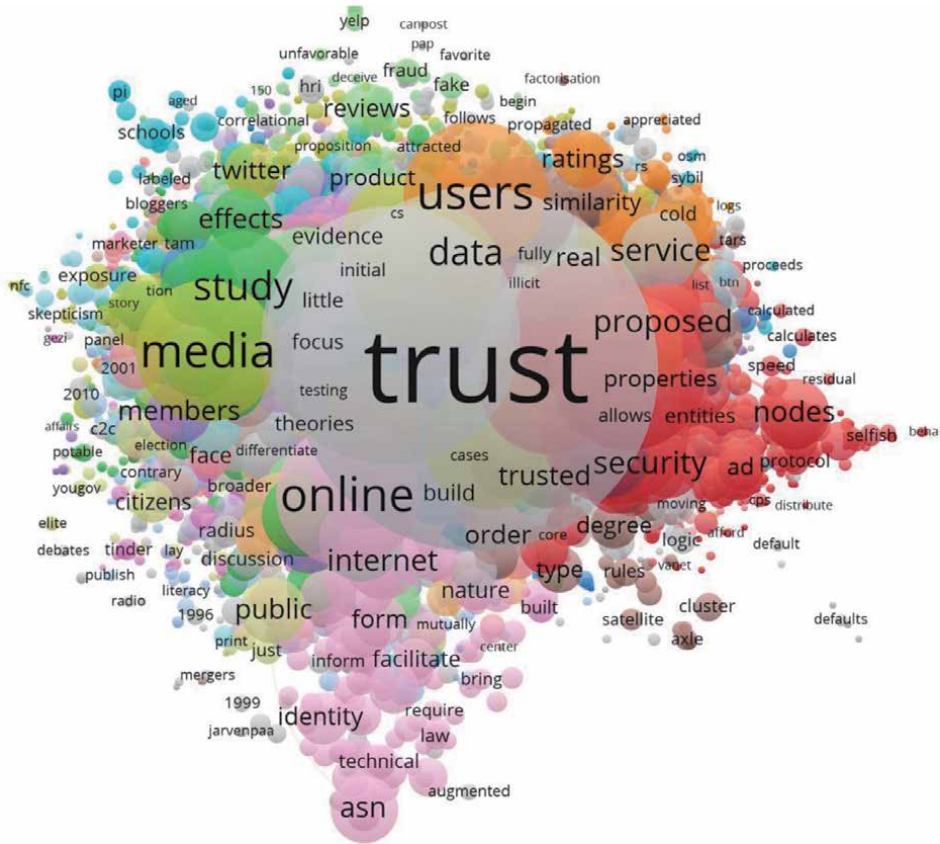 yelp
canpost
pap
unfavorable
favorite
deceive
fraud
factorisation
pi
aged
150
hri
fake
begin
reviews
correlational
follows
propagated
appreciated
schools
proposition
attracted
ratings
rs
osm
labeled
twitter
product
users
similarity
sybil
bloggers
effects
cs
cold
logs
marketer
tam
evidence
data
fully
real
service
tars
exposure
initial
illicit
list
btn
proceeds
nfc
tion
study
story
little
skepticism
proposed
calculated
gezi
panel
media
focus
trust
calculates
2001
properties
speed
residual
2010
members
testing
allows
entities
nodes
affairs
c2c
theories
selfish
beha
potable
election
face
differentiate
cases
contrary
trusted
security
ad
protocol
yougov
citizens
broader
online
build
moving
cps
distribute
elite
radius
order
core
degree
logic
afford
debates
tinder
lay
discussion
internet
default
vanet
publish
type
rules
radio
literacy
nature
1996
public
form
mutually
built
cluster
satellite
defaults
print
just
center
axle
inform
facilitate
mergers
bring
1999
identity
require
jarvenpaa
law
technical
augmented
asn